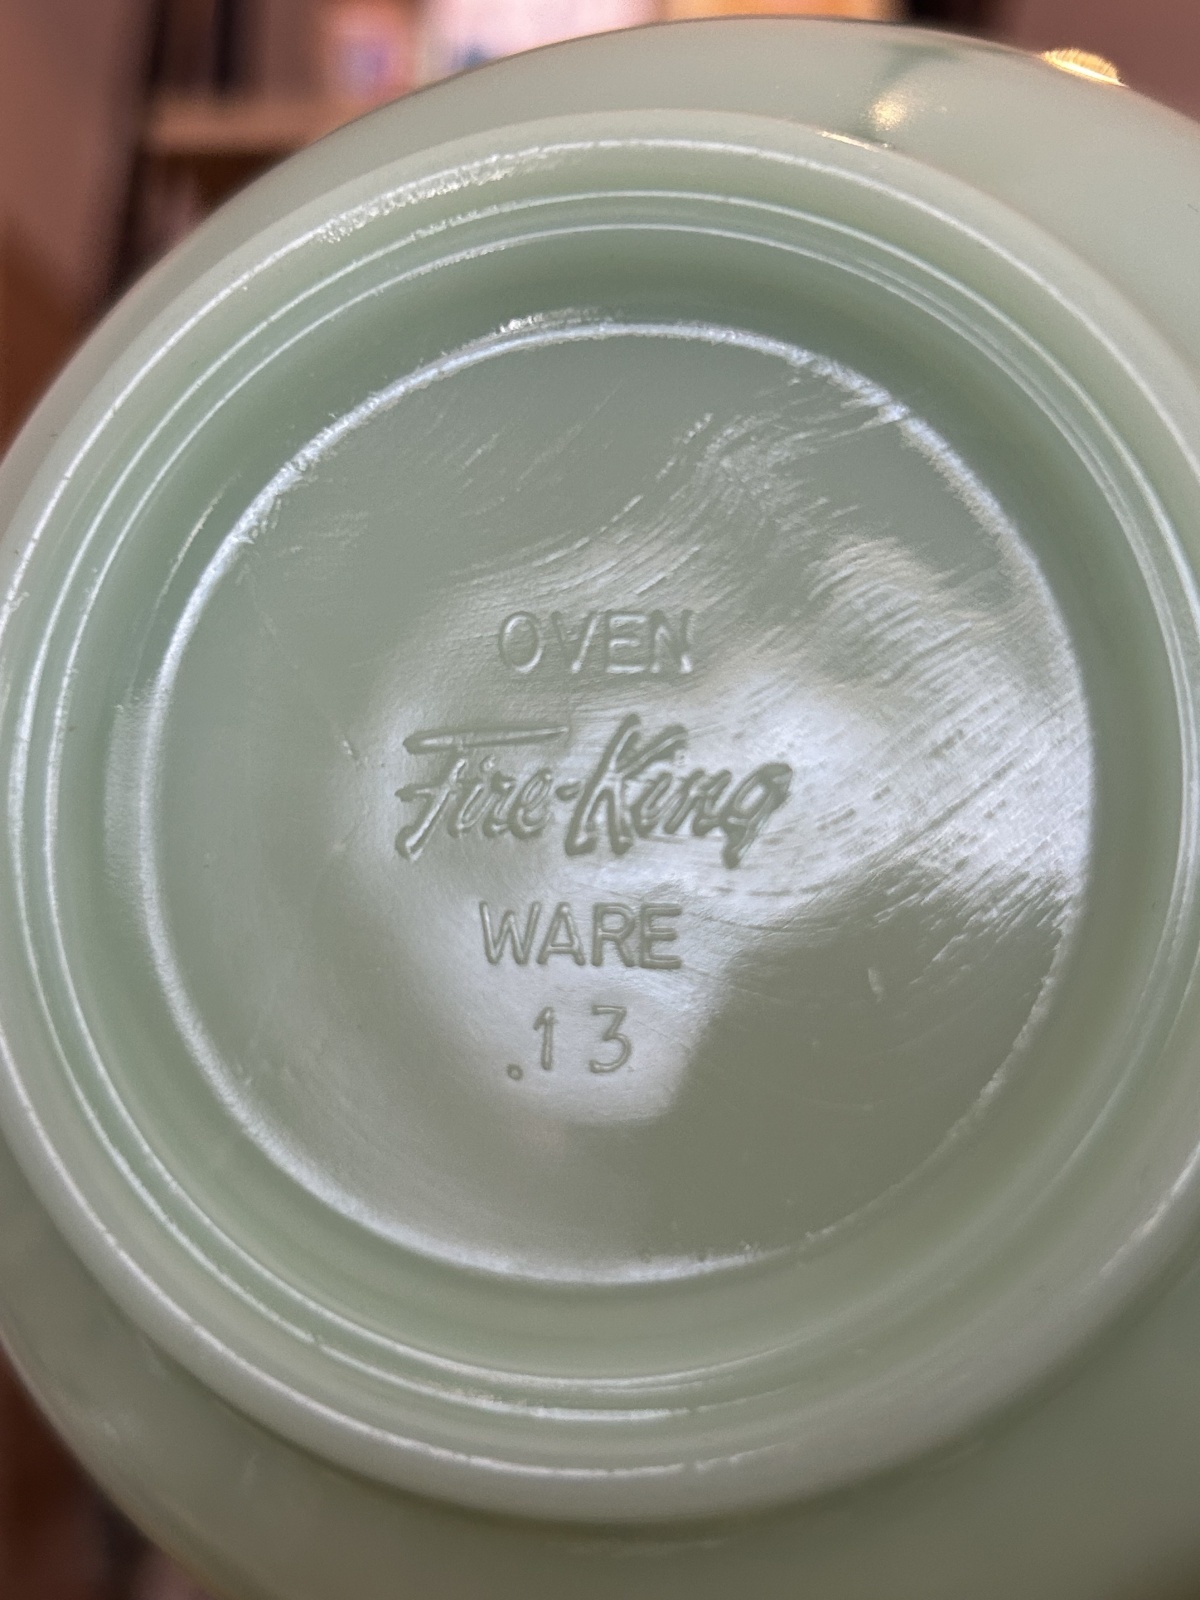 OVEN
Fire-King
WARE
.13